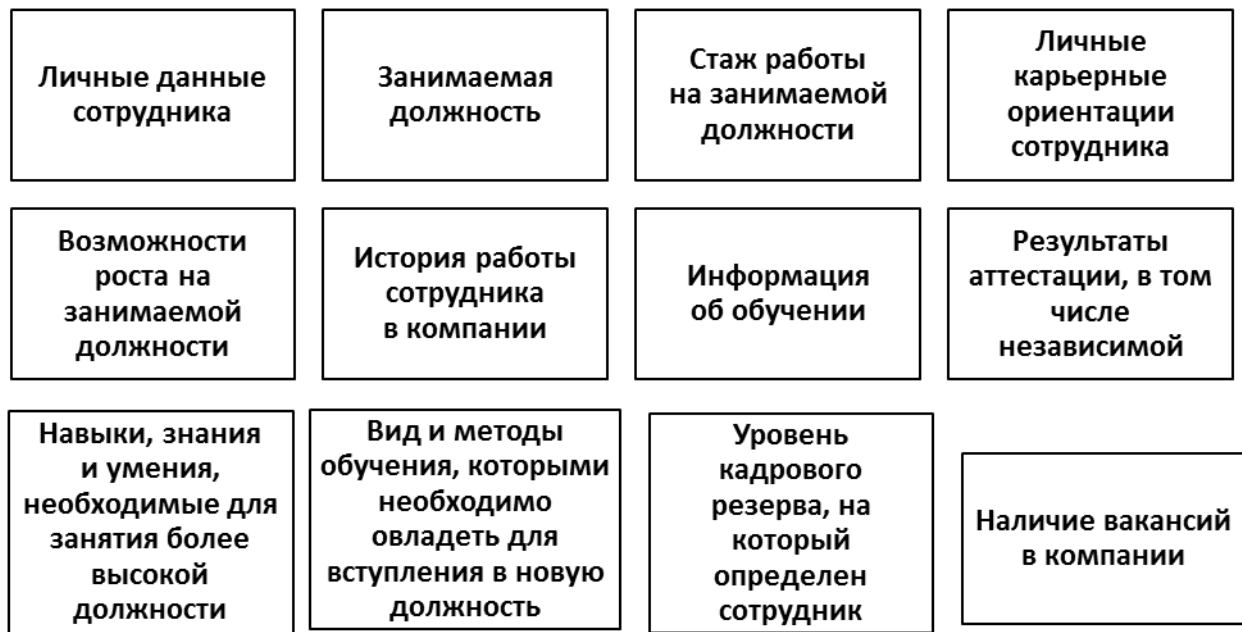 Личные данные
сотрудника
Занимаемая
должность
Стаж работы
на занимаемой
должности
Личные
карьерные
ориентации
сотрудника
Возможности
роста на
занимаемой
должности
История работы
сотрудника
в компании
Информация
об обучении
Результаты
аттестации, в том
числе
независимой
Навыки, знания
и умения,
необходимые для
занятия более
высокой
должности
Вид и методы
обучения, которыми
необходимо
овладеть для
вступления в новую
должность
Уровень
кадрового
резерва, на
который
определен
сотрудник
Наличие вакансий
в компании